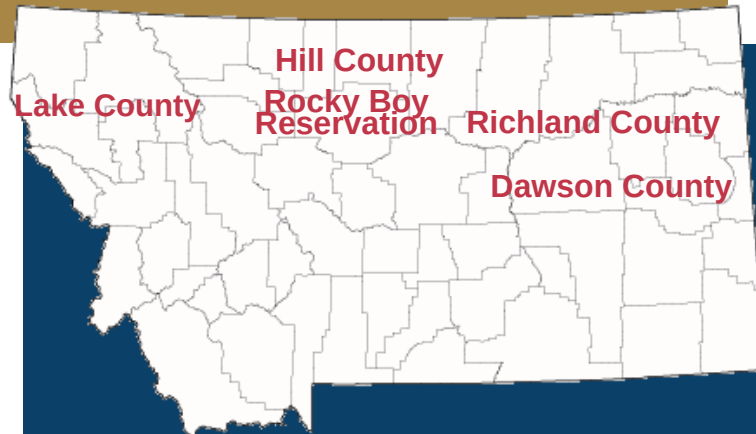 Hill County
Lake County
Rocky Boy
Reservation
Richland County
Dawson County